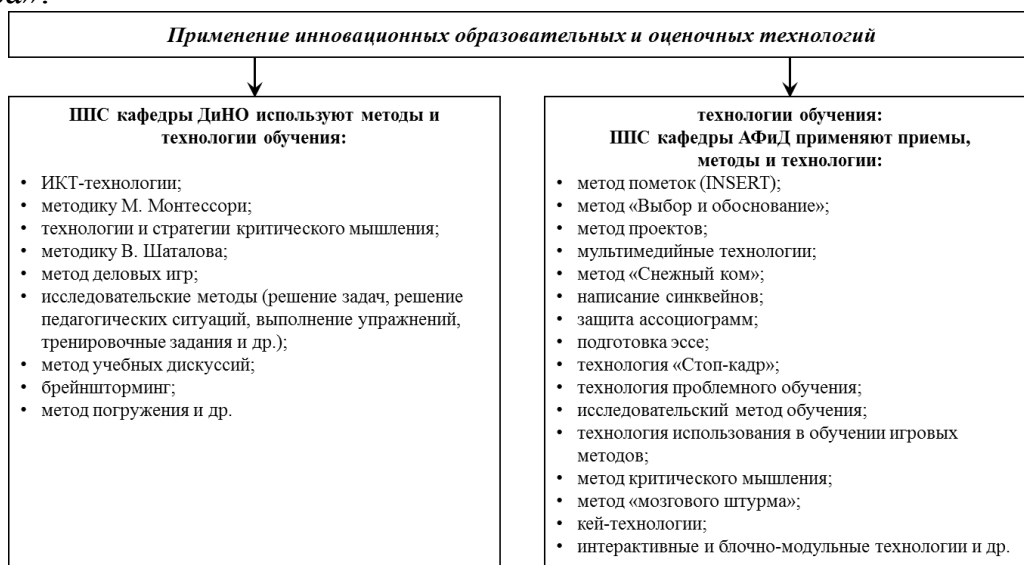 ра».
Применение инновационных образовательных и оценочных технологий
ППС кафедры ДиНО используют методы и
технологии обучения:
• ИКТ-технологии;
• методику М. Монтессори;
• технологии и стратегии критического мышления;
• методику В. Шаталова;
• метод деловых игр;
• исследовательские методы (решение задач, решение
педагогических ситуаций, выполнение упражнений,
тренировочные задания и др.);
• метод учебных дискуссий;
• брейншторминг;
• метод погружения и др.
технологии обучения:
ППС кафедры АФиД применяют приемы,
методы и технологии:
• метод пометок (INSERT);
• метод «Выбор и обоснование»;
• метод проектов;
• мультимедийные технологии;
• метод «Снежный ком»;
• написание синквейнов;
• защита ассоциограмм;
• подготовка эссе;
• технология «Стоп-кадр»;
• технология проблемного обучения;
• исследовательский метод обучения;
• технология использования в обучении игровых
методов;
• метод критического мышления;
• метод «мозгового штурма»;
• кей-технологии;
• интерактивные и блочно-модульные технологии и др.